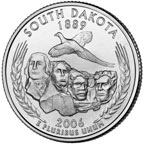 SOUTH DAKOTA
1889
2006
E PLURIBUS UNUM